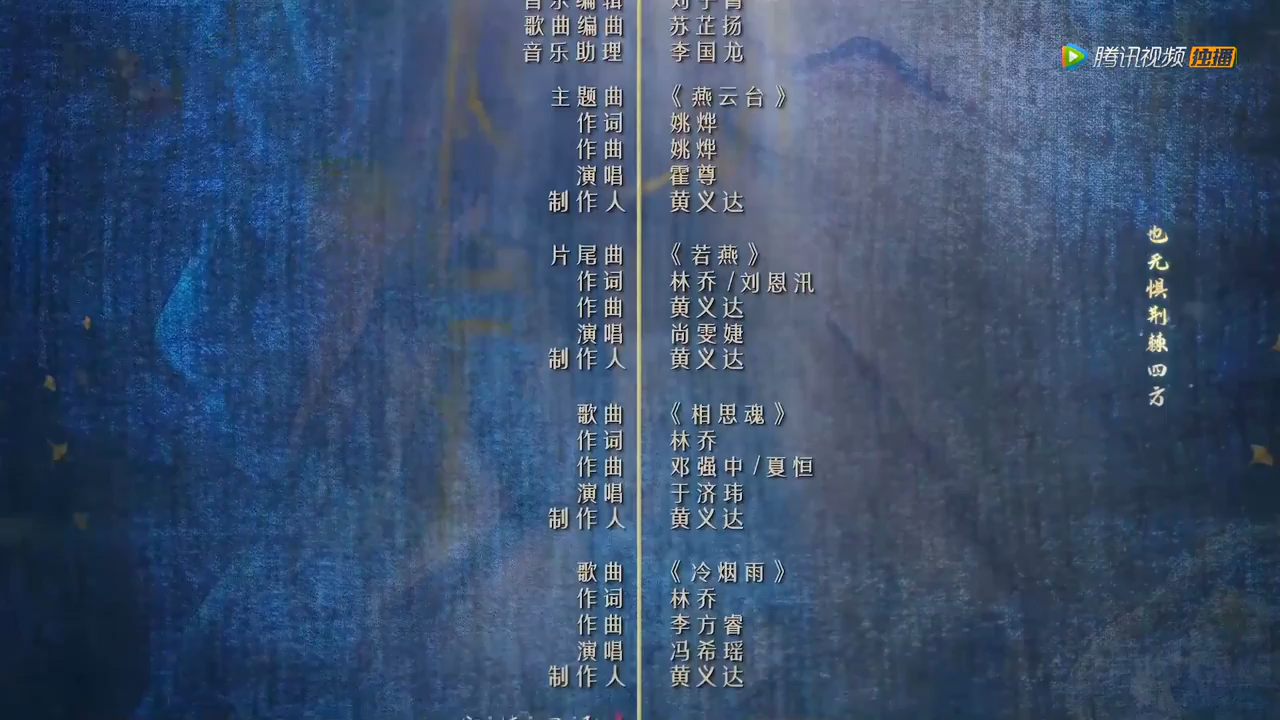 音乐编辑
歌曲编曲 苏芷扬
音乐助理 李国龙
腾讯视频 独播
主题曲 《燕云台》
作词 姚烨
作曲 姚烨
演唱 霍尊
制作人 黄义达
片尾曲 《若燕》
作词 林乔/刘恩汛
作曲 黄义达
演唱 尚雯婕
制作人 黄义达
歌曲 《相思魂》
作词 林乔
作曲 邓强中/夏恒
演唱 于济玮
制作人 黄义达
歌曲 《冷烟雨》
作词 林乔
作曲 李方睿
演唱 冯希瑶
制作人 黄义达
也无惧荆棘四方